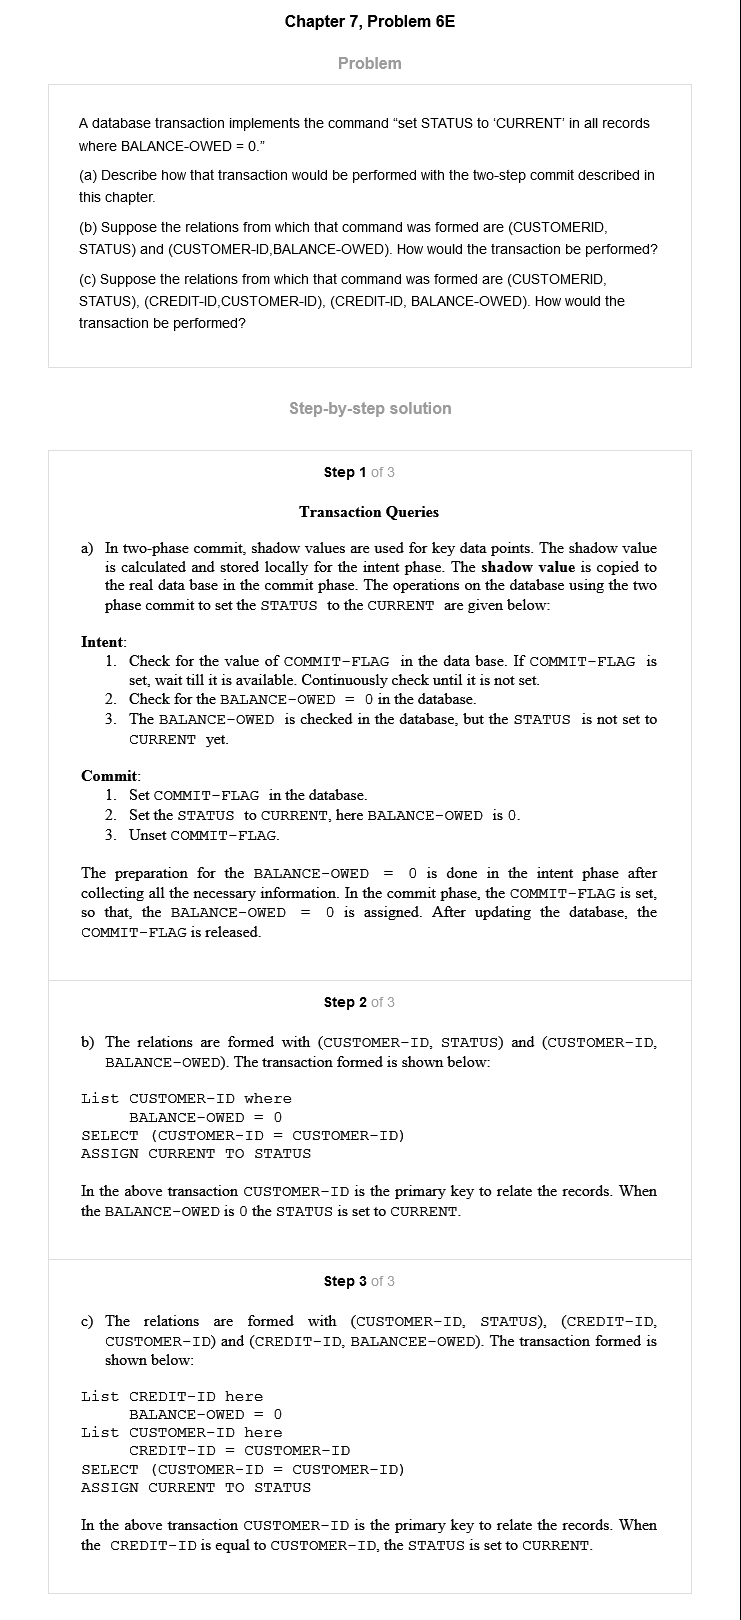 Chapter 7, Problem 6E
Problem
A database transaction implements the command “set STATUS to ‘CURRENT’ in all records
where BALANCE-OWED = 0.”
(a) Describe how that transaction would be performed with the two-step commit described in
this chapter.
(b) Suppose the relations from which that command was formed are (CUSTOMERID,
STATUS) and (CUSTOMER-ID,BALANCE-OWED). How would the transaction be performed?
(c) Suppose the relations from which that command was formed are (CUSTOMERID,
STATUS), (CREDIT-ID,CUSTOMER-ID), (CREDIT-ID, BALANCE-OWED). How would the
transaction be performed?
Step-by-step solution
Step 1 of 3
Transaction Queries
a) In two-phase commit, shadow values are used for key data points. The shadow value
is calculated and stored locally for the intent phase. The shadow value is copied to
the real data base in the commit phase. The operations on the database using the two
phase commit to set the STATUS to the CURRENT are given below:
Intent:
1. Check for the value of COMMIT-FLAG in the data base. If COMMIT-FLAG is
set, wait till it is available. Continuously check until it is not set.
2. Check for the BALANCE-OWED = 0 in the database.
3. The BALANCE-OWED is checked in the database, but the STATUS is not set to
CURRENT yet.
Commit:
1. Set COMMIT-FLAG in the database.
2. Set the STATUS to CURRENT, here BALANCE-OWED is 0.
3. Unset COMMIT-FLAG.
The preparation for the BALANCE-OWED = 0 is done in the intent phase after
collecting all the necessary information. In the commit phase, the COMMIT-FLAG is set,
so that, the BALANCE-OWED = 0 is assigned. After updating the database, the
COMMIT-FLAG is released.
Step 2 of 3
b) The relations are formed with (CUSTOMER-ID, STATUS) and (CUSTOMER-ID,
BALANCE-OWED). The transaction formed is shown below:
List CUSTOMER-ID where
BALANCE-OWED = 0
SELECT (CUSTOMER-ID = CUSTOMER-ID)
ASSIGN CURRENT TO STATUS
In the above transaction CUSTOMER-ID is the primary key to relate the records. When
the BALANCE-OWED is 0 the STATUS is set to CURRENT.
Step 3 of 3
c) The relations are formed with (CUSTOMER-ID, STATUS), (CREDIT-ID,
CUSTOMER-ID) and (CREDIT-ID, BALANCEE-OWED). The transaction formed is
shown below:
List CREDIT-ID here
BALANCE-OWED = 0
List CUSTOMER-ID here
CREDIT-ID = CUSTOMER-ID
SELECT (CUSTOMER-ID = CUSTOMER-ID)
ASSIGN CURRENT TO STATUS
In the above transaction CUSTOMER-ID is the primary key to relate the records. When
the CREDIT-ID is equal to CUSTOMER-ID, the STATUS is set to CURRENT.